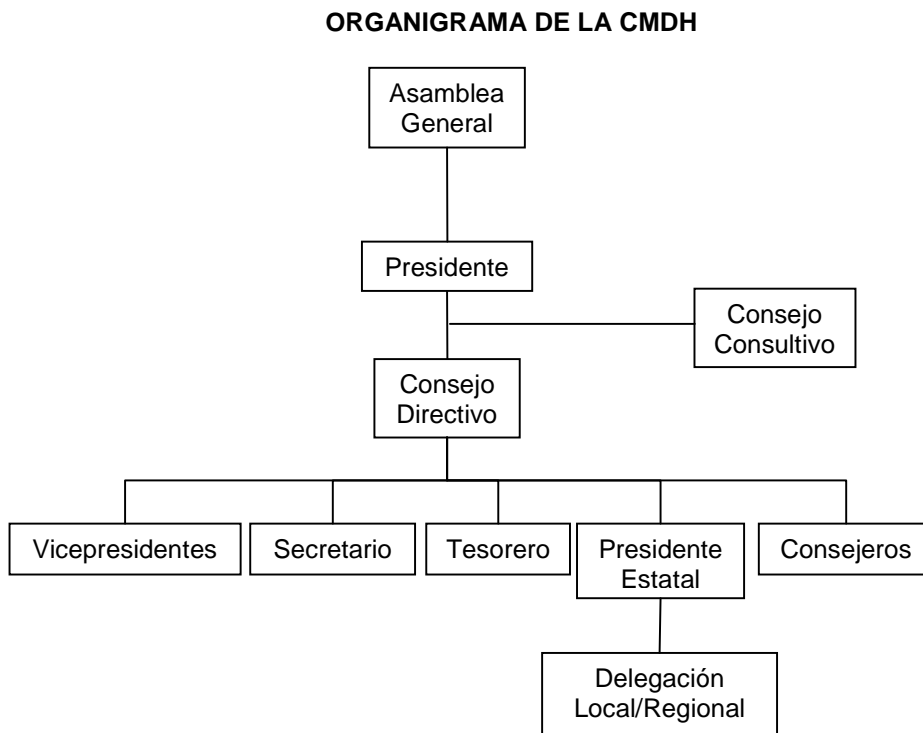 ORGANIGRAMA DE LA CMDH
Asamblea
General
Presidente
Consejo
Consultivo
Consejo
Directivo
Vicepresidentes
Secretario
Tesorero
Presidente
Estatal
Consejeros
Delegación
Local/Regional